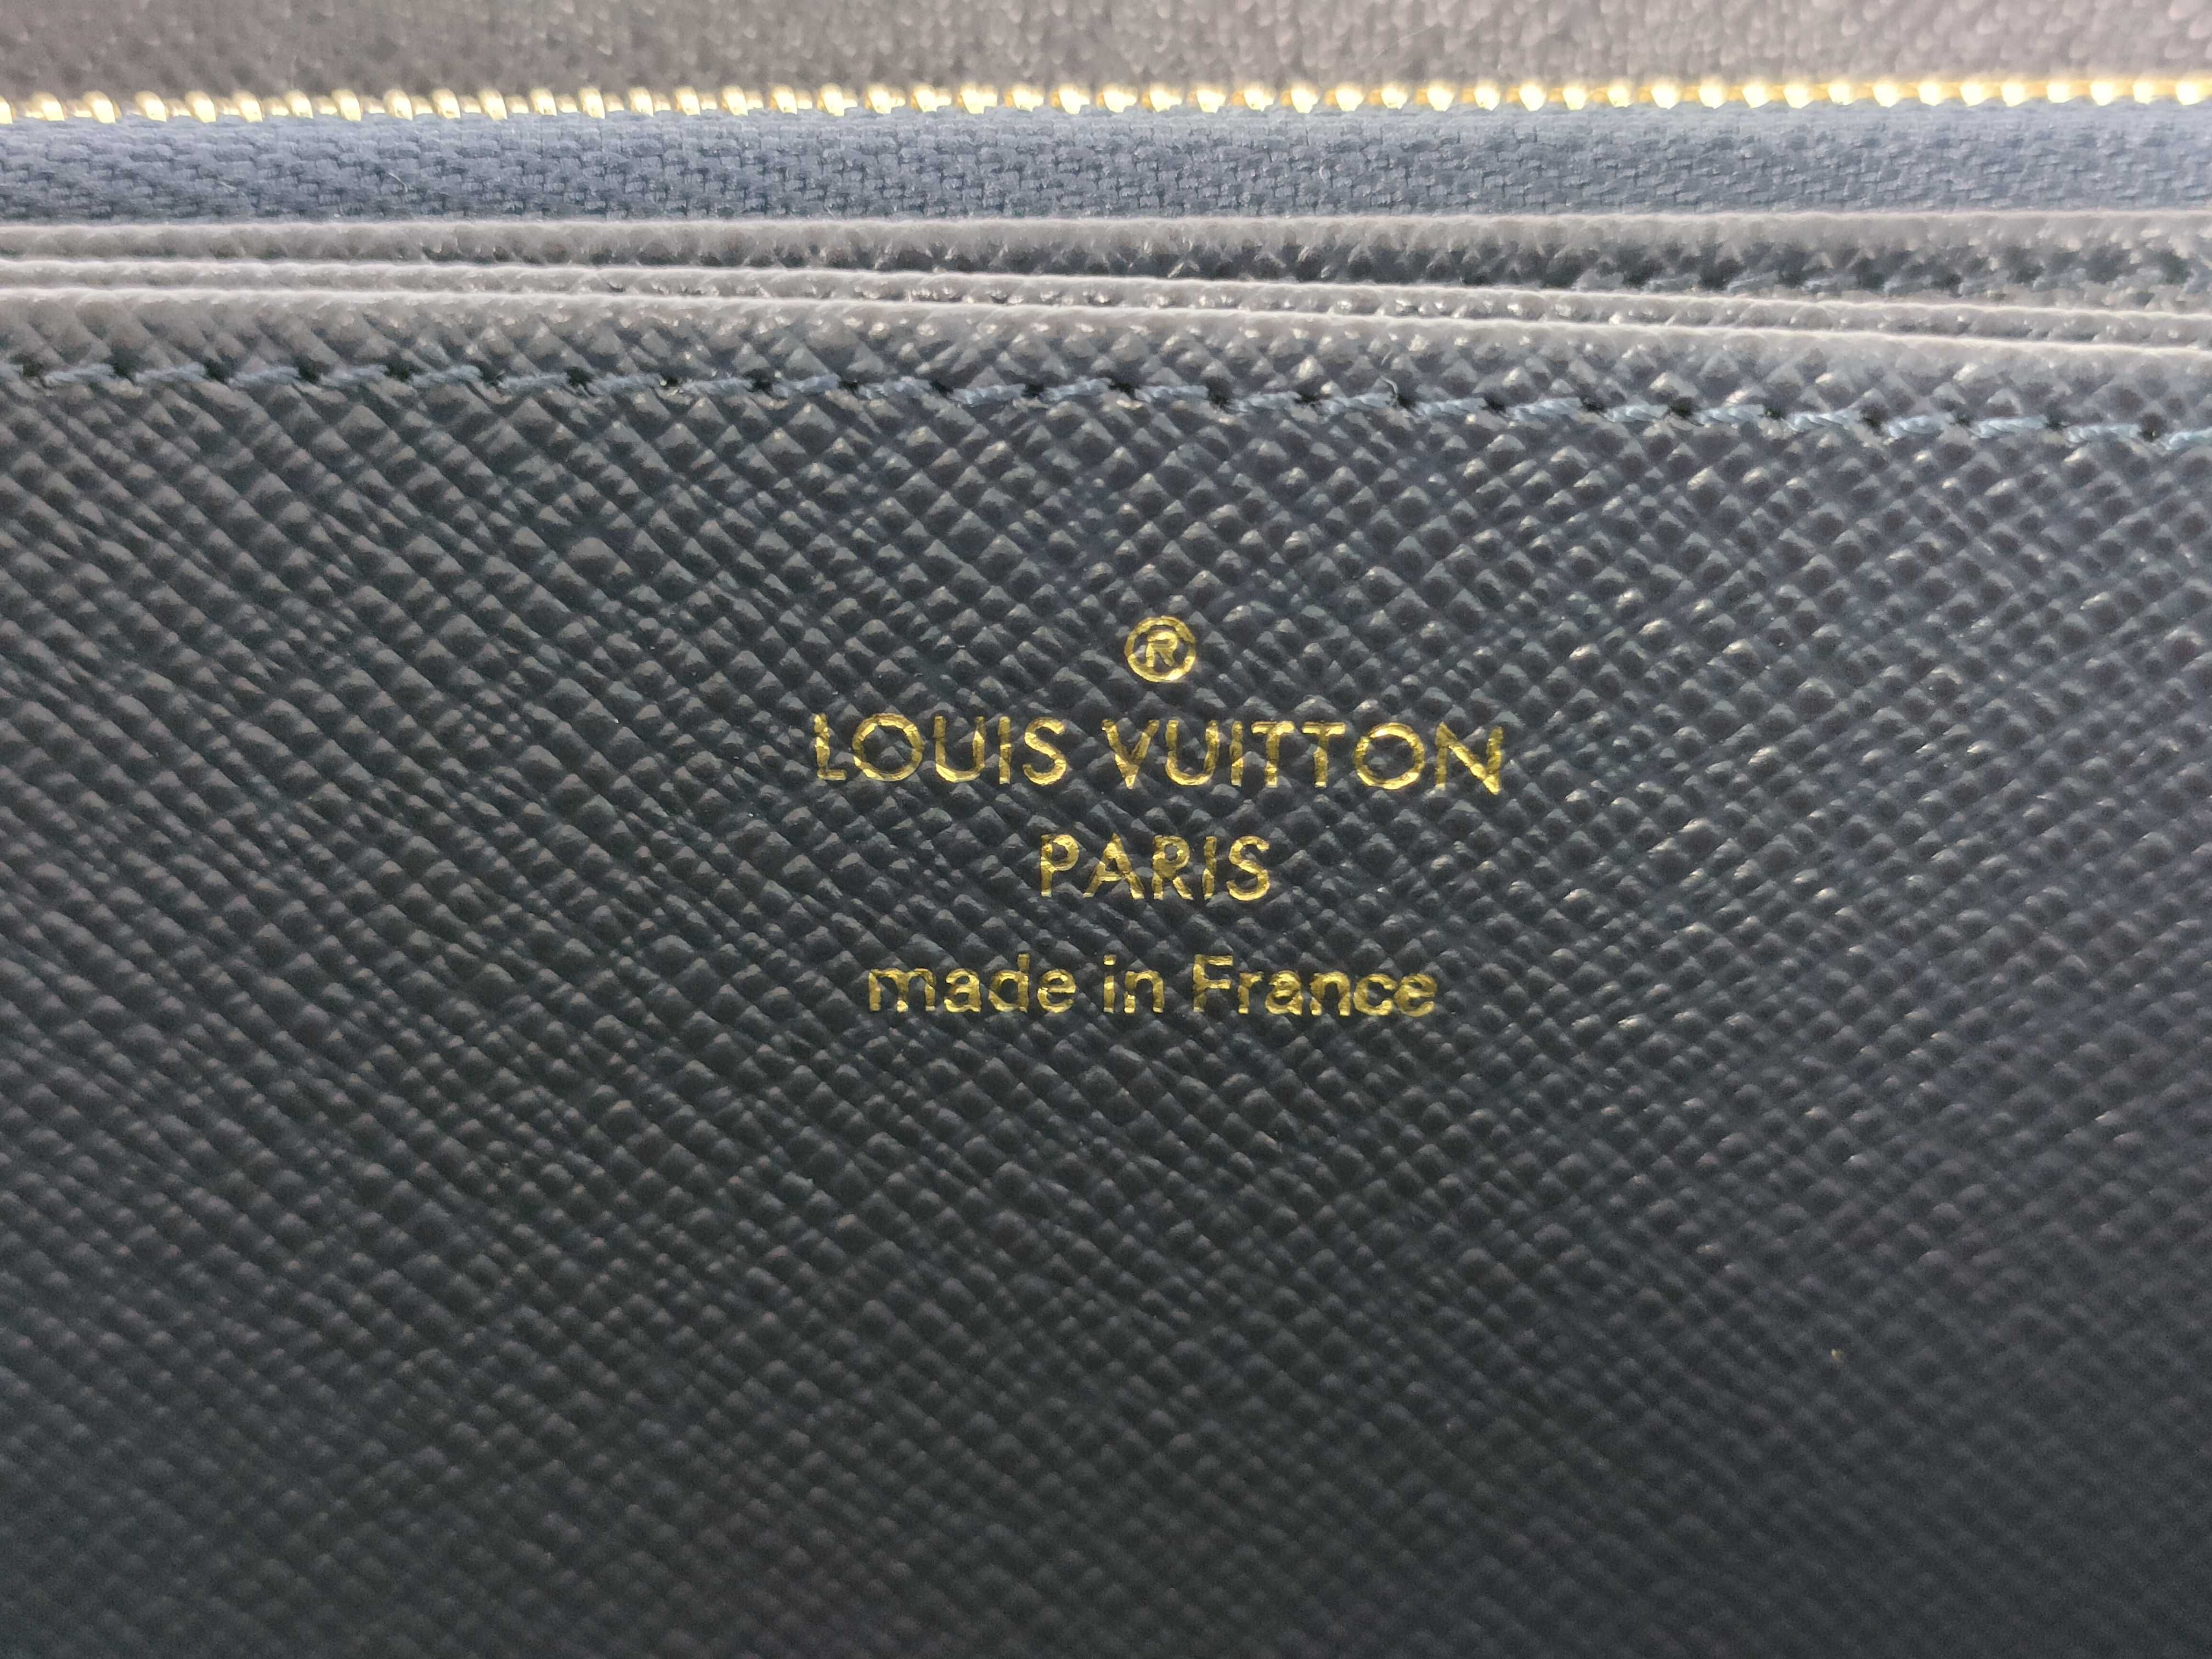 ®
LOUIS VUITTON
PARIS
made in France